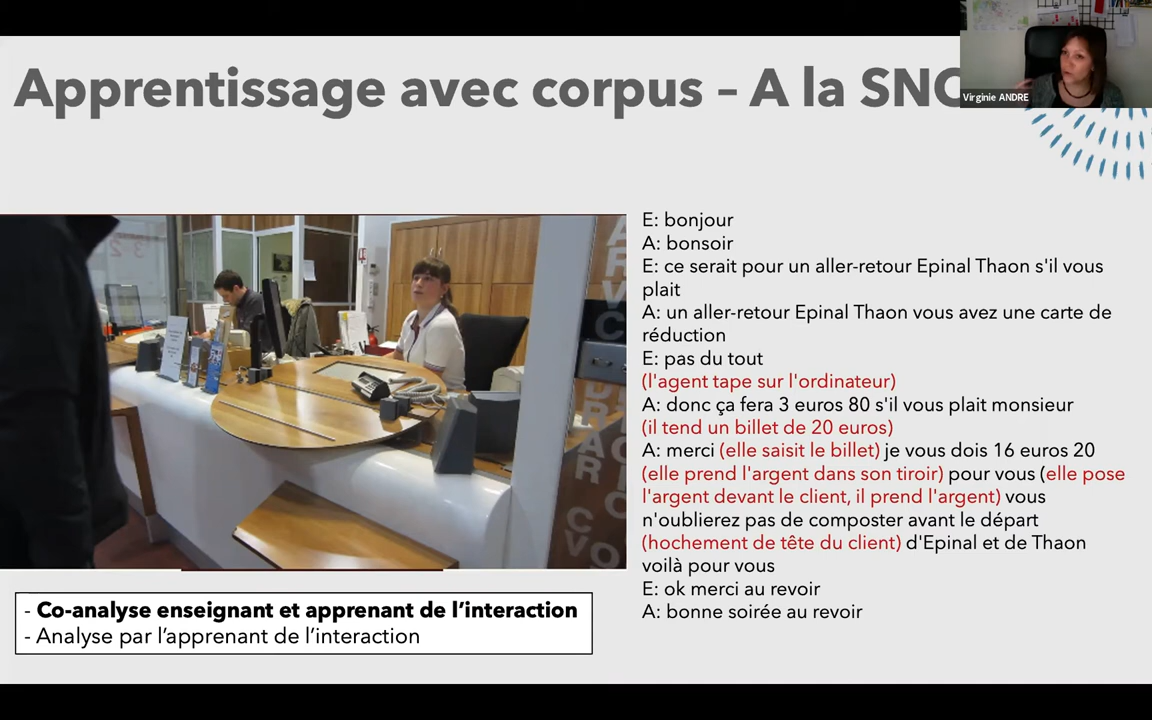 Apprentissage avec corpus – A la SNC
Virginie ANDRE
E: bonjour
A: bonsoir
E: ce serait pour un aller-retour Epinal Thaon s'il vous
plait
A: un aller-retour Epinal Thaon vous avez une carte de
réduction
E: pas du tout
(l'agent tape sur l'ordinateur)
A: donc ça fera 3 euros 80 s'il vous plait monsieur
(il tend un billet de 20 euros)
A: merci (elle saisit le billet) je vous dois 16 euros 20
(elle prend l'argent dans son tiroir) pour vous (elle pose
l'argent devant le client, il prend l'argent) vous
n'oublierez pas de composter avant le départ
(hochement de tête du client) d'Epinal et de Thaon
voilà pour vous
E: ok merci au revoir
A: bonne soirée au revoir
- Co-analyse enseignant et apprenant de l'interaction
- Analyse par l'apprenant de l'interaction